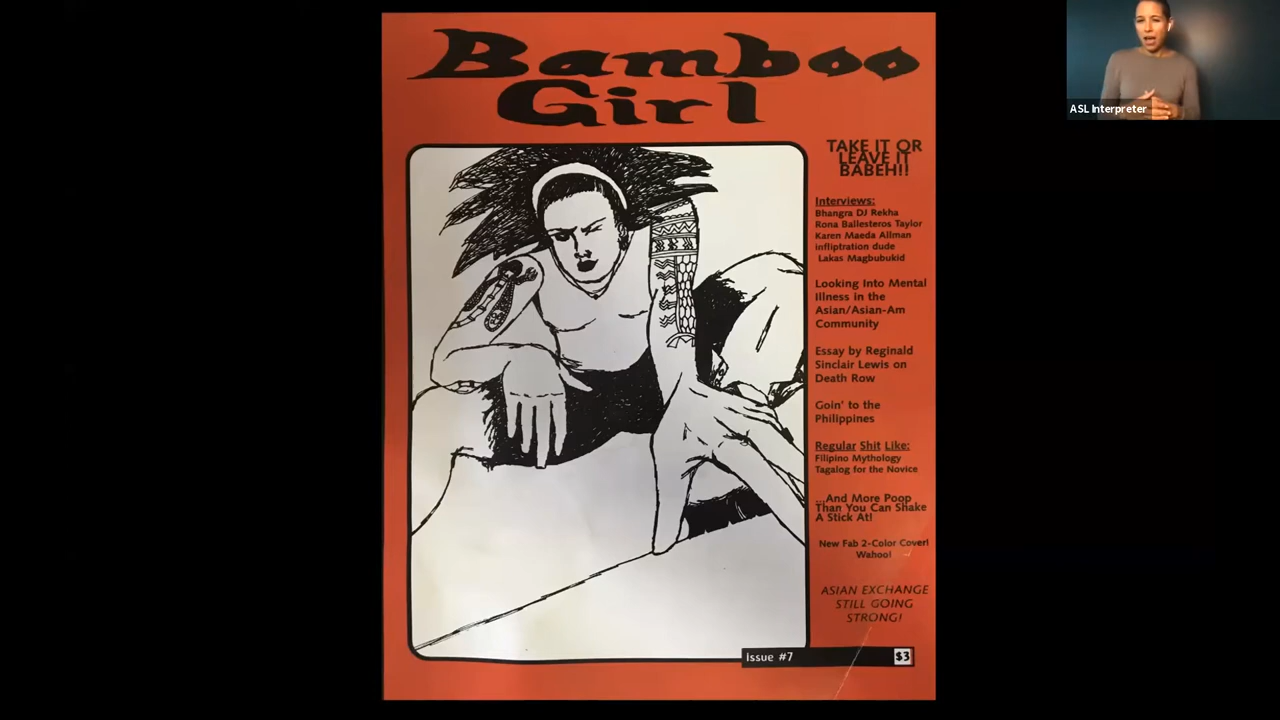 Bamboo
Girl
TAKE IT OR
LEAVE IT
BABEH!!
Interviews:
Bhangra DJ Rekha
Rona Ballesteros Taylor
Karen Maeda Allman
infliptration dude
Lakas Magbubukid
Looking Into Mental
Illness in the
Asian/Asian-Am
Community
Essay by Reginald
Sinclair Lewis on
Death Row
Goin' to the
Philippines
Regular Shit Like:
Filipino Mythology
Tagalog for the Novice
...And More Poop
Than You Can Shake
A Stick At!
New Fab 2-Color Cover!
Wahoo!
ASIAN EXCHANGE
STILL GOING
STRONG!
Issue #7
$3
ASL Interpreter